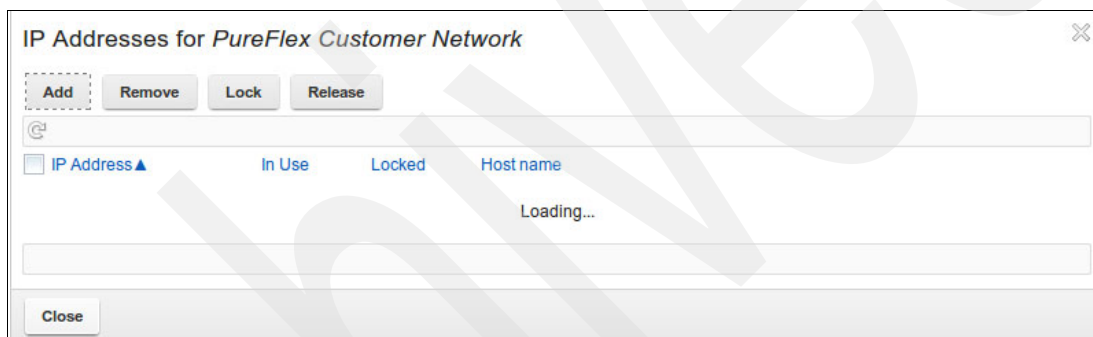 IP Addresses for PureFlex Customer Network
Add Remove Lock Release
IP Address▲ In Use Locked Host name
Loading...
Close